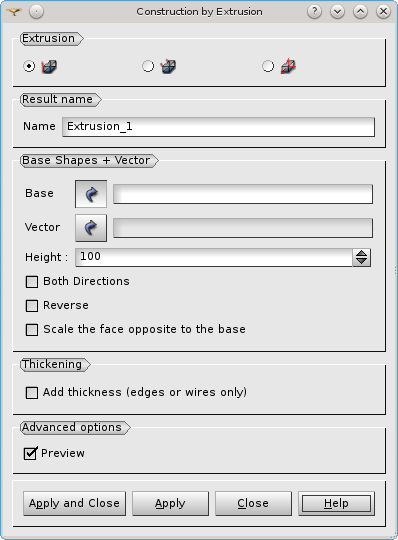 Construction by Extrusion
Extrusion
Result name
Name Extrusion_1
Base Shapes + Vector
Base
Vector
Height : 100
Both Directions
Reverse
Scale the face opposite to the base
Thickening
Add thickness (edges or wires only)
Advanced options
Preview
Apply and Close Apply Close Help